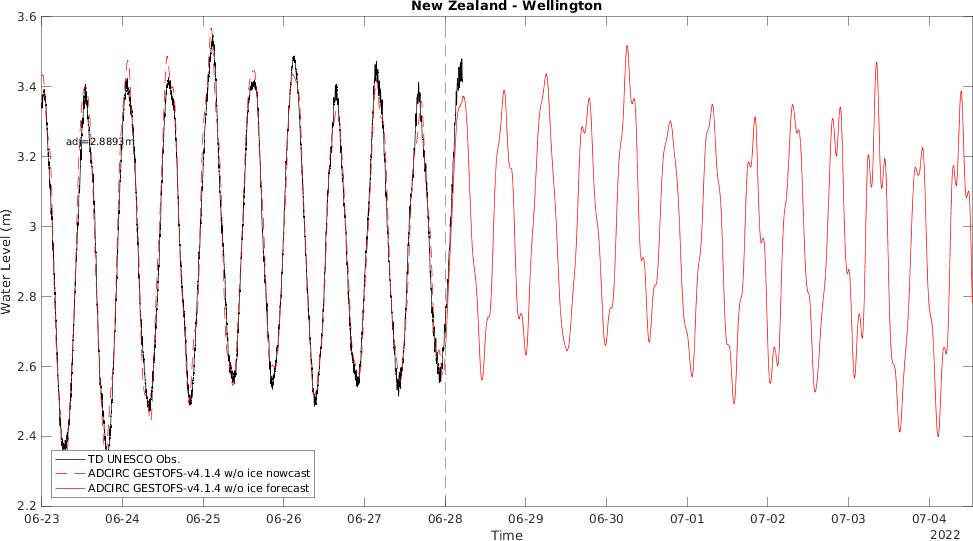 New Zealand - Wellington
3.6
3.4
3.2
3
2.8
2.6
2.4
2.2
Water Level (m)
adj=2.8893m
TD UNESCO Obs.
ADCIRC GESTOFS-v4.1.4 w/o ice nowcast
ADCIRC GESTOFS-v4.1.4 w/o ice forecast
06-23 06-24 06-25 06-26 06-27 06-28 06-29 06-30 07-01 07-02 07-03 07-04
Time
2022